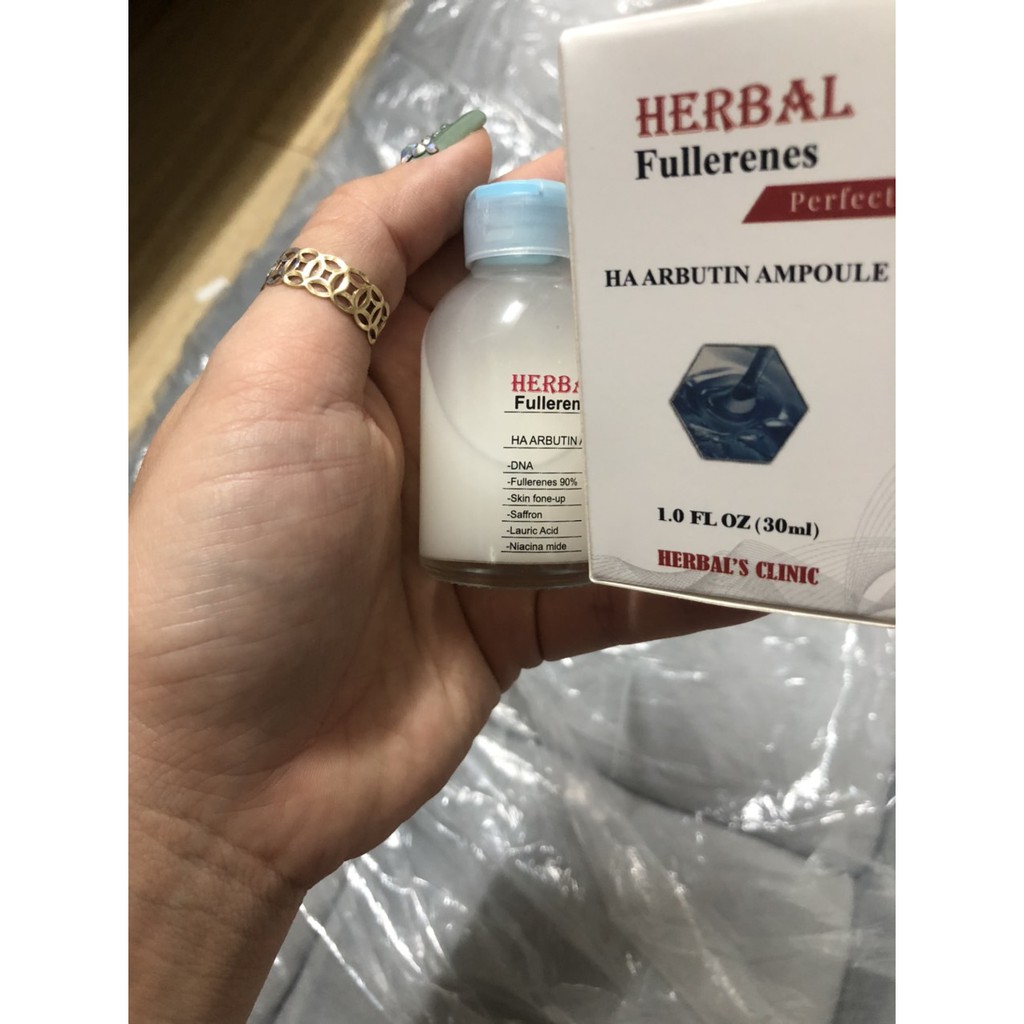 HERBAL
Fullerenes
Perfect
HA ARBUTIN AMPOULE
1.0 FL OZ (30ml)
HERBAL'S CLINIC
HERBA
Fulleren
HA ARBUTIN A
-DNA
-Fullerenes 90%
-Skin fone-up
-Saffron
-Lauric Acid
-Niacina mide